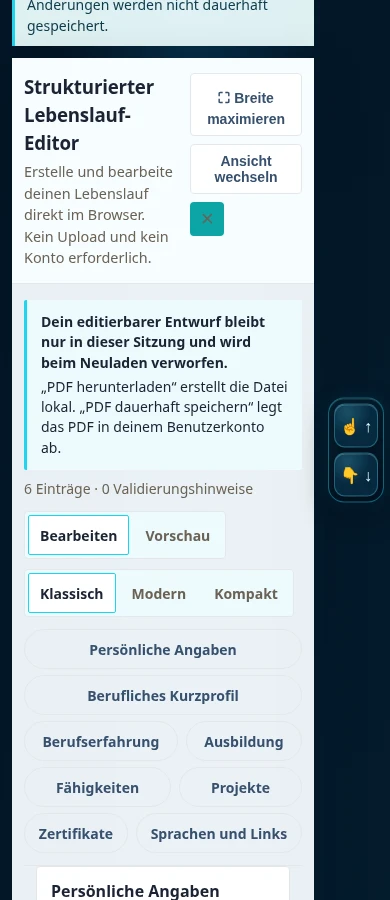 Änderungen werden nicht dauerhaft
gespeichert.
Strukturierter
Lebenslauf-
Editor
Erstelle und bearbeite
deinen Lebenslauf
direkt im Browser.
Kein Upload und kein
Konto erforderlich.
⛶ Breite
maximieren
Ansicht
wechseln
✕
Dein editierbarer Entwurf bleibt
nur in dieser Sitzung und wird
beim Neuladen verworfen.
„PDF herunterladen“ erstellt die Datei
lokal. „PDF dauerhaft speichern“ legt
das PDF in deinem Benutzerkonto
ab.
6 Einträge · 0 Validierungshinweise
Bearbeiten Vorschau
Klassisch Modern Kompakt
Persönliche Angaben
Berufliches Kurzprofil
Berufserfahrung Ausbildung
Fähigkeiten Projekte
Zertifikate Sprachen und Links
Persönliche Angaben
☝ ↑
👇 ↓